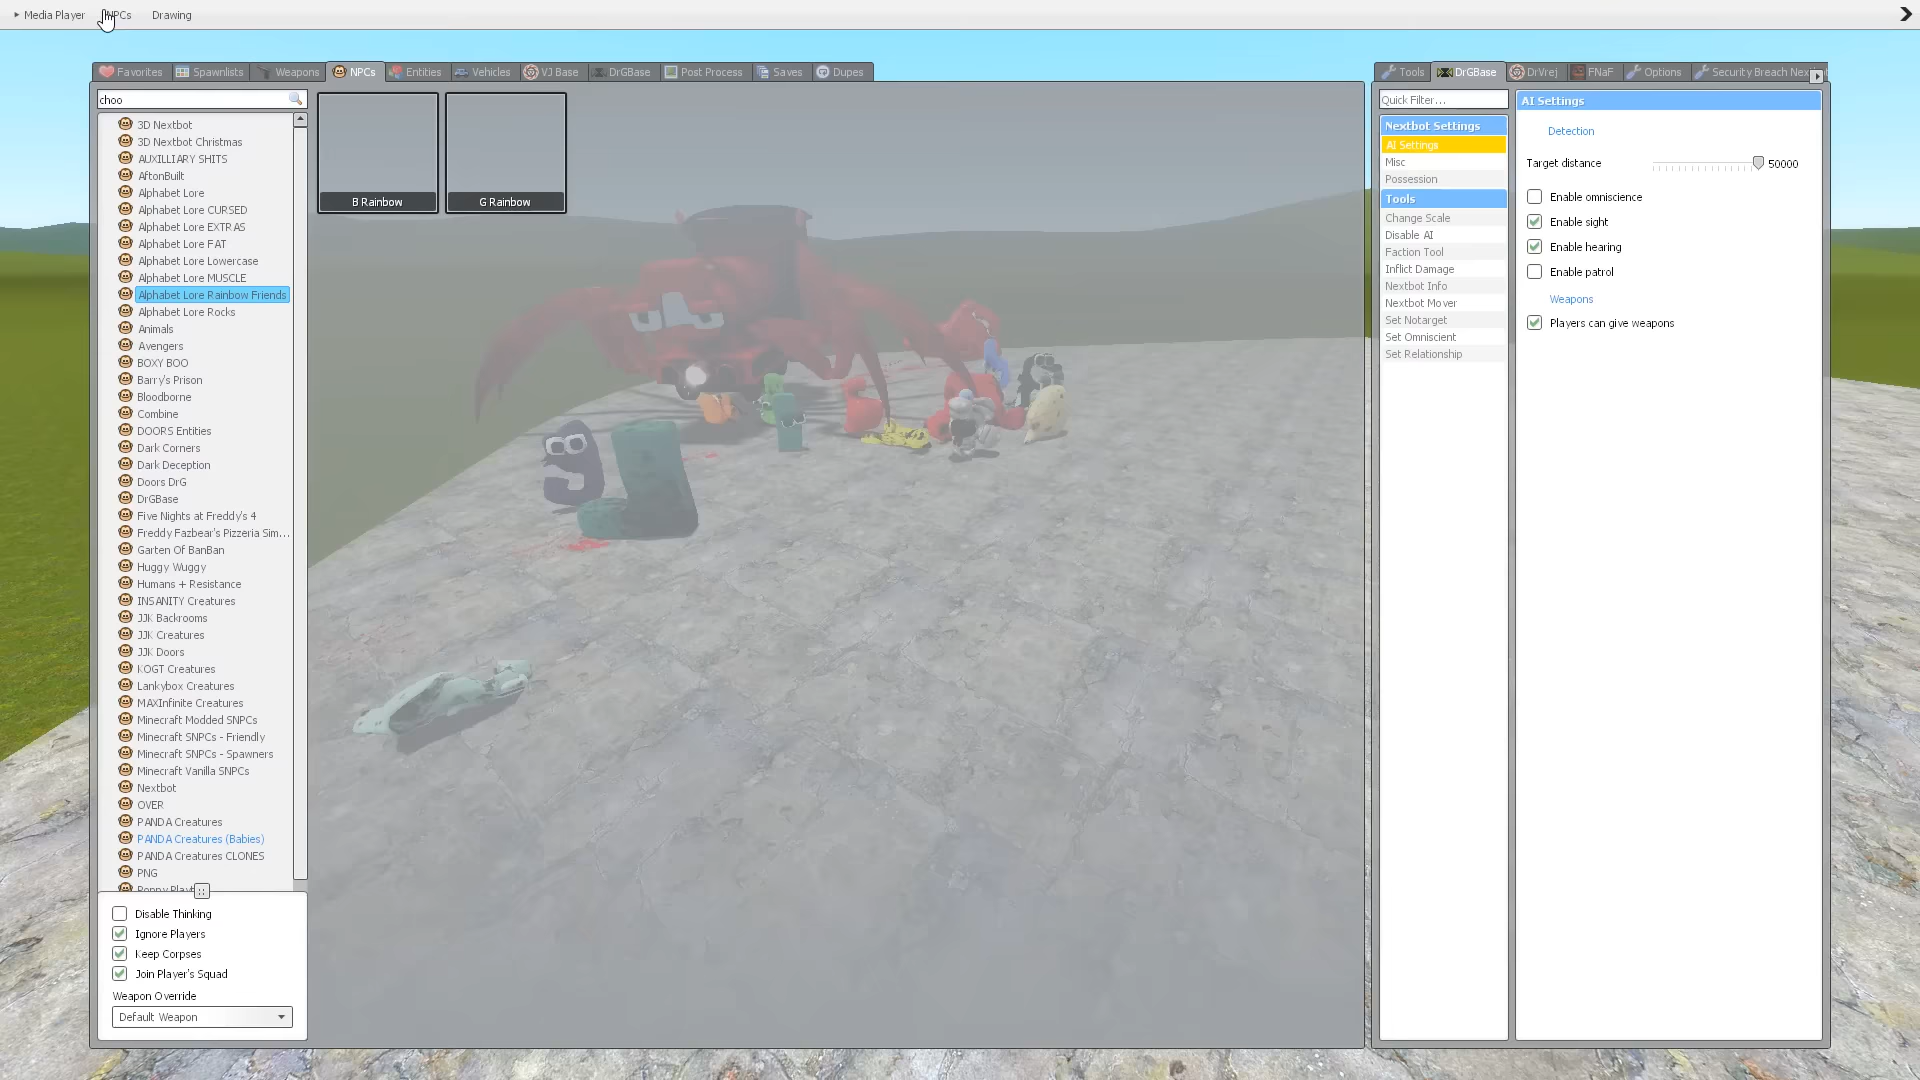 Media Player
NPCs
Drawing
Favorites
Spawnlists
Weapons
NPCs
Entities
Vehicles
VJ Base
DrGBase
Post Process
Saves
Dupes
choo
3D Nextbot
3D Nextbot Christmas
AUXILLIARY SHITS
AftonBuilt
Alphabet Lore
Alphabet Lore CURSED
Alphabet Lore EXTRAS
Alphabet Lore FAT
Alphabet Lore Lowercase
Alphabet Lore MUSCLE
Alphabet Lore Rainbow Friends
Alphabet Lore Rocks
Animals
Avengers
BOXY BOO
Barry's Prison
Bloodborne
Combine
DOORS Entities
Dark Corners
Dark Deception
Doors DrG
DrGBase
Five Nights at Freddy's 4
Freddy Fazbear's Pizzeria Sim...
Garten Of BanBan
Huggy Wuggy
Humans + Resistance
INSANITY Creatures
JJK Backrooms
JJK Creatures
JJK Doors
KOGT Creatures
Lankybox Creatures
MAXInfinite Creatures
Minecraft Modded SNPCs
Minecraft SNPCs - Friendly
Minecraft SNPCs - Spawners
Minecraft Vanilla SNPCs
Nextbot
OVER
PANDA Creatures
PANDA Creatures (Babies)
PANDA Creatures CLONES
PNG
Disable Thinking
Ignore Players
Keep Corpses
Join Player's Squad
Weapon Override
Default Weapon
B Rainbow
G Rainbow
Tools
DrGBase
DrVrej
FNaF
Options
Security Breach
Quick Filter...
Nextbot Settings
AI Settings
Misc
Possession
Tools
Change Scale
Disable AI
Faction Tool
Inflict Damage
Nextbot Info
Nextbot Mover
Set Notarget
Set Omniscient
Set Relationship
AI Settings
Detection
Target distance 50000
Enable omniscience
Enable sight
Enable hearing
Enable patrol
Weapons
Players can give weapons